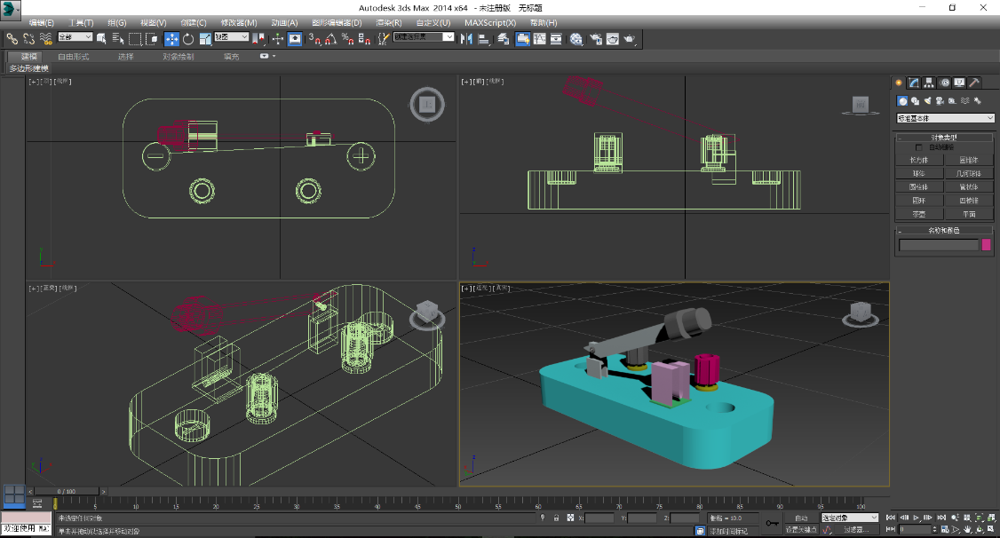 Autodesk 3ds Max 2014 x64 - 未注册版 无标题
编辑(E) 工具(T) 组(G) 视图(V) 创建(C) 修改器(M) 动画(A) 图形编辑器(D) 渲染(R) 自定义(U) MAXScript(X) 帮助(H)
全部 视图 创建选择集
建模 自由形式 选择 对象绘制 填充
多边形建模
[+][顶][线框] [+][前][线框]
标准基本体
对象类型
自动栅格
长方体 圆锥体
球体 几何球体
圆柱体 管状体
圆环 四棱锥
茶壶 平面
名称和颜色
[+][正交][线框] [+][透视][真实]
0 / 100
0 5 10 15 20 25 30 35 40 45 50 55 60 65 70 75 80 85 90 95 100
未选定任何对象 X: Y: Z: 栅格 = 10.0 自动 选定对象
欢迎使用 MAX 单击并拖动以选择并移动对象 添加时间标记 设置关键点 过滤器... 0